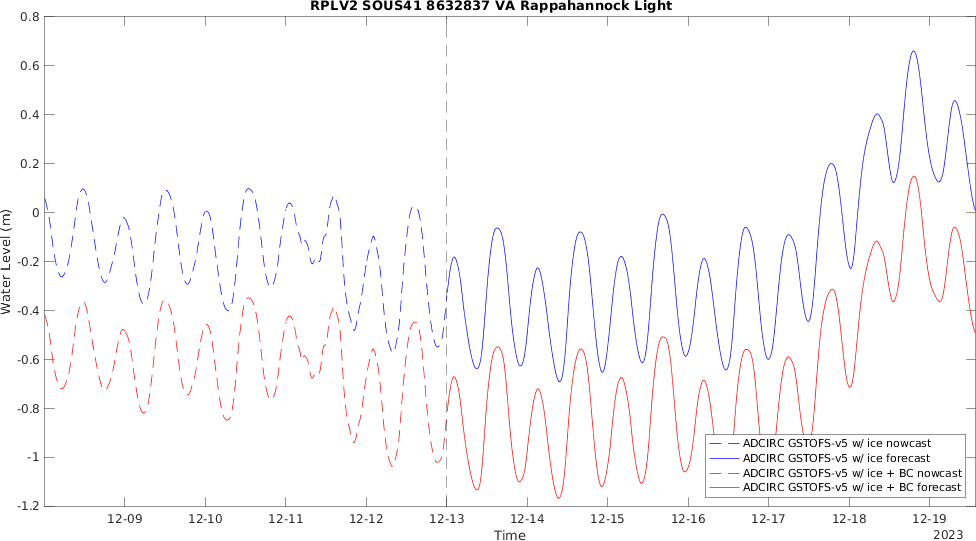 RPLV2 SOUS41 8632837 VA Rappahannock Light
0.8
0.6
0.4
0.2
0
-0.2
-0.4
-0.6
-0.8
-1
-1.2
Water Level (m)
ADCIRC GSTOFS-v5 w/ ice nowcast
ADCIRC GSTOFS-v5 w/ ice forecast
ADCIRC GSTOFS-v5 w/ ice + BC nowcast
ADCIRC GSTOFS-v5 w/ ice + BC forecast
12-09 12-10 12-11 12-12 12-13 12-14 12-15 12-16 12-17 12-18 12-19
Time
2023